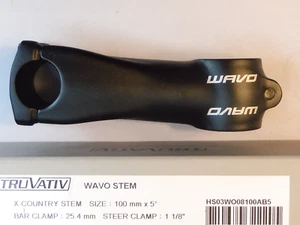 WAVO
WAVO
TRUVATIV WAVO STEM
X-COUNTRY STEM SIZE : 100 mm x 5° HS03WO08100AB5
BAR CLAMP : 25.4 mm STEER CLAMP : 1 1/8"